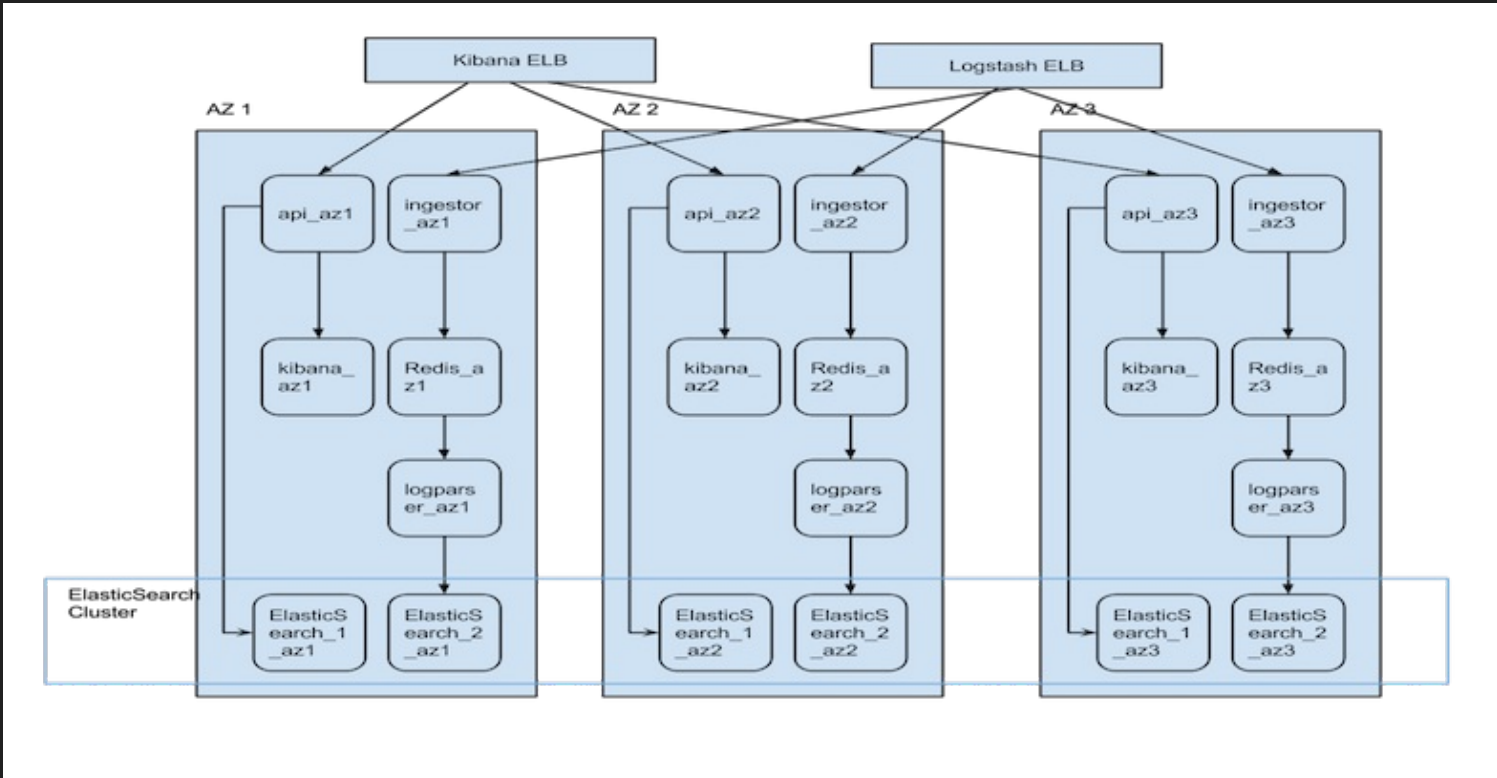 Kibana ELB
Logstash ELB
AZ 1
AZ 2
AZ 3
api_az1
ingestor
_az1
api_az2
ingestor
_az2
api_az3
ingestor
_az3
kibana_
az1
Redis_a
z1
kibana_
az2
Redis_a
z2
kibana_
az3
Redis_a
z3
logpars
er_az1
logpars
er_az2
logpars
er_az3
ElasticSearch
Cluster
ElasticS
earch_1
_az1
ElasticS
earch_2
_az1
ElasticS
earch_1
_az2
ElasticS
earch_2
_az2
ElasticS
earch_1
_az3
ElasticS
earch_2
_az3